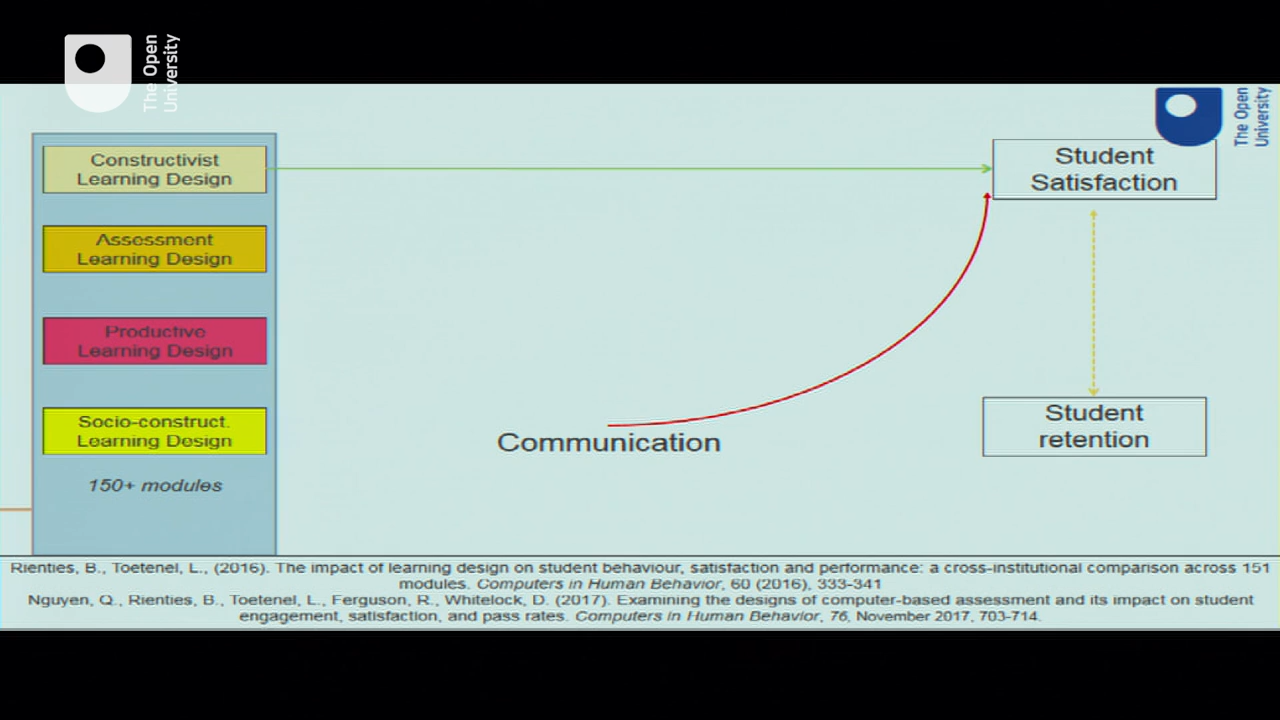 The Open
University
The Open
University
Constructivist
Learning Design
Student
Satisfaction
Assessment
Learning Design
Productive
Learning Design
Socio-construct.
Learning Design
Student
retention
Communication
150+ modules
Rienties, B., Toetenel, L., (2016). The impact of learning design on student behaviour, satisfaction and performance: a cross-institutional comparison across 151
modules. Computers in Human Behavior, 60 (2016), 333-341
Nguyen, Q., Rienties, B., Toetenel, L., Ferguson, R., Whitelock, D. (2017). Examining the designs of computer-based assessment and its impact on student
engagement, satisfaction, and pass rates. Computers in Human Behavior, 76, November 2017, 703-714.